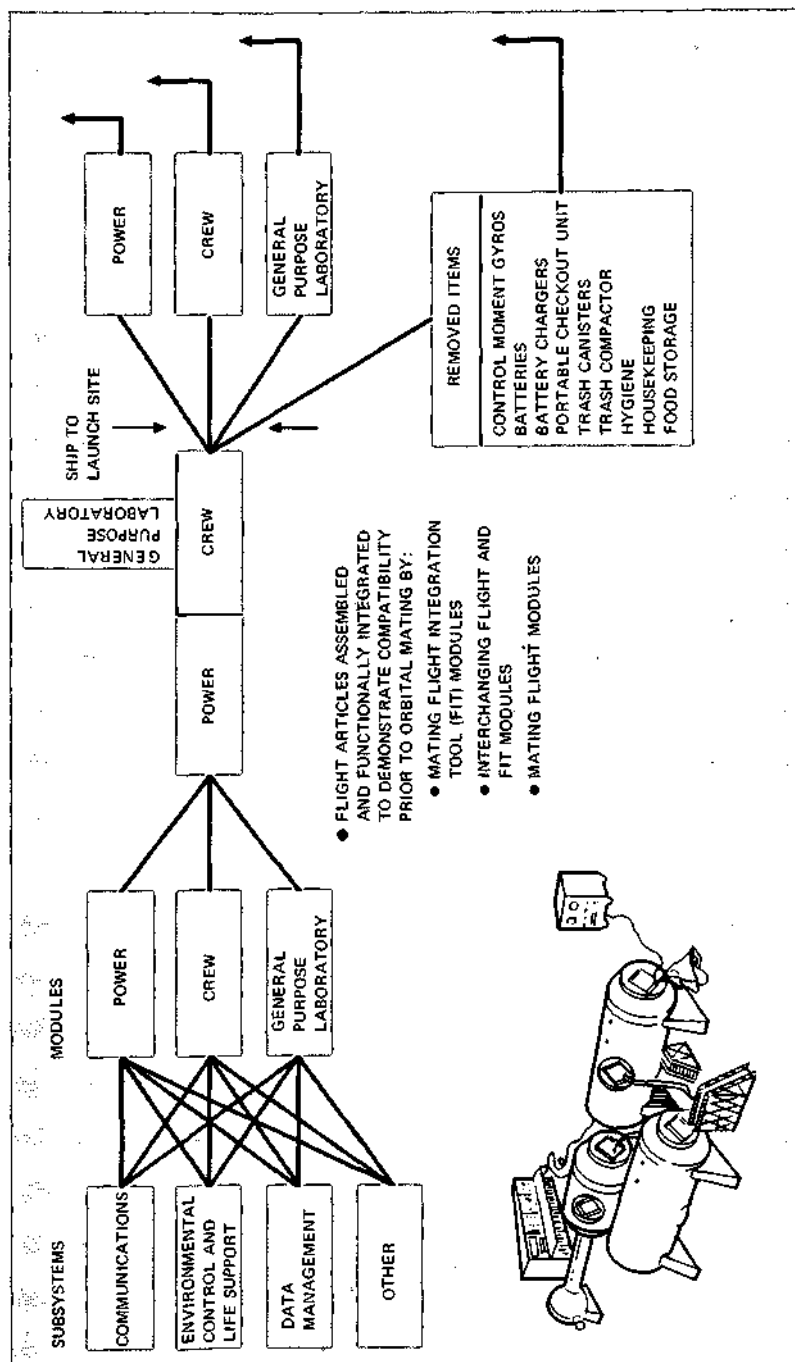 SUBSYSTEMS
COMMUNICATIONS
ENVIRONMENTAL
CONTROL AND
LIFE SUPPORT
DATA
MANAGEMENT
OTHER
MODULES
POWER
CREW
GENERAL
PURPOSE
LABORATORY
POWER
CREW
GENERAL
PURPOSE
LABORATORY
SHIP TO
LAUNCH SITE
POWER
CREW
GENERAL
PURPOSE
LABORATORY
REMOVED ITEMS
CONTROL MOMENT GYROS
BATTERIES
BATTERY CHARGERS
PORTABLE CHECKOUT UNIT
TRASH CANISTERS
TRASH COMPACTOR
HYGIENE
HOUSEKEEPING
FOOD STORAGE
● FLIGHT ARTICLES ASSEMBLED
AND FUNCTIONALLY INTEGRATED
TO DEMONSTRATE COMPATIBILITY
PRIOR TO ORBITAL MATING BY:
● MATING FLIGHT INTEGRATION
TOOL (FIT) MODULES
● INTERCHANGING FLIGHT AND
FIT MODULES
● MATING FLIGHT MODULES